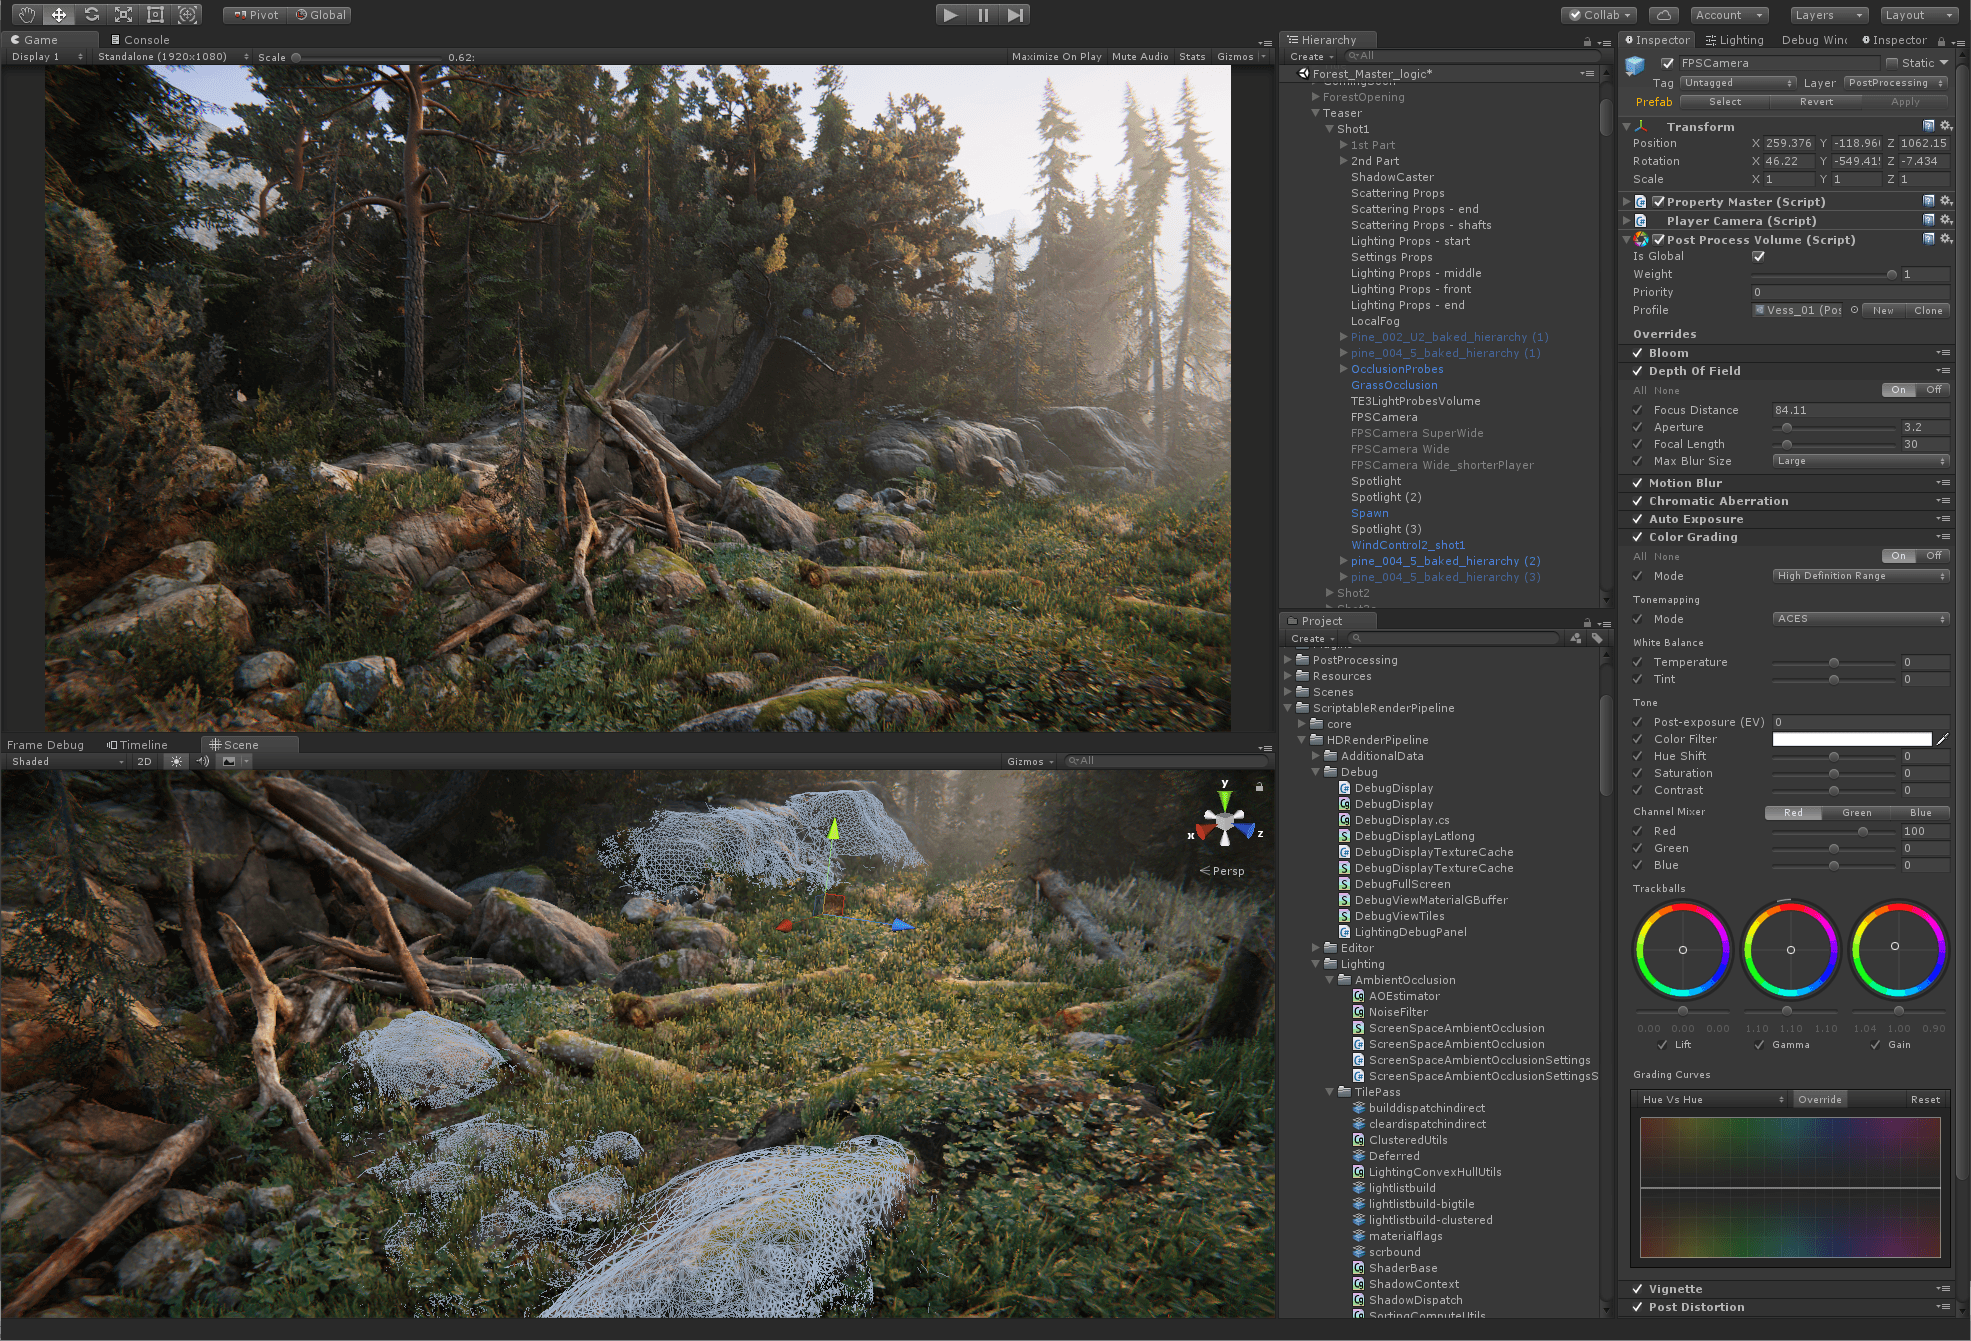 Pivot Global
Collab Account Layers Layout
Game Console
Display 1 Standalone (1920x1080) Scale 0.62: Maximize On Play Mute Audio Stats Gizmos
Frame Debug Timeline Scene
Shaded 2D Gizmos All
y
x
z
Persp
Hierarchy
Create All
Forest_Master_logic*
ForestOpening
Teaser
Shot1
1st Part
2nd Part
ShadowCaster
Scattering Props
Scattering Props - end
Scattering Props - shafts
Lighting Props - start
Settings Props
Lighting Props - middle
Lighting Props - front
Lighting Props - end
LocalFog
Pine_002_U2_baked_hierarchy (1)
pine_004_5_baked_hierarchy (1)
OcclusionProbes
GrassOcclusion
TE3LightProbesVolume
FPSCamera
FPSCamera SuperWide
FPSCamera Wide
FPSCamera Wide_shorterPlayer
Spotlight
Spotlight (2)
Spawn
Spotlight (3)
WindControl2_shot1
pine_004_5_baked_hierarchy (2)
pine_004_5_baked_hierarchy (3)
Shot2
Project
Create
PostProcessing
Resources
Scenes
ScriptableRenderPipeline
core
HDRenderPipeline
AdditionalData
Debug
DebugDisplay
DebugDisplay
DebugDisplay.cs
DebugDisplayLatlong
DebugDisplayTextureCache
DebugDisplayTextureCache
DebugFullScreen
DebugViewMaterialGBuffer
DebugViewTiles
LightingDebugPanel
Editor
Lighting
AmbientOcclusion
AOEstimator
NoiseFilter
ScreenSpaceAmbientOcclusion
ScreenSpaceAmbientOcclusion
ScreenSpaceAmbientOcclusionSettings
ScreenSpaceAmbientOcclusionSettingsS
TilePass
builddispatchindirect
cleardispatchindirect
ClusteredUtils
Deferred
LightingConvexHullUtils
lightlistbuild
lightlistbuild-bigtile
lightlistbuild-clustered
materialflags
scrbound
ShaderBase
ShadowContext
ShadowDispatch
SortingComputeUtils
Inspector Lighting Debug Winc Inspector
FPSCamera Static
Tag Untagged Layer PostProcessing
Prefab Select Revert Apply
Transform
Position X 259.376 Y -118.96 Z 1062.15
Rotation X 46.22 Y -549.41 Z -7.434
Scale X 1 Y 1 Z 1
Property Master (Script)
Player Camera (Script)
Post Process Volume (Script)
Is Global
Weight 1
Priority 0
Profile Vess_01 (Pos New Clone
Overrides
Bloom
Depth Of Field
All None On Off
Focus Distance 84.11
Aperture 3.2
Focal Length 30
Max Blur Size Large
Motion Blur
Chromatic Aberration
Auto Exposure
Color Grading
All None On Off
Mode High Definition Range
Tonemapping
Mode ACES
White Balance
Temperature 0
Tint 0
Tone
Post-exposure (EV) 0
Color Filter
Hue Shift 0
Saturation 0
Contrast 0
Channel Mixer Red Green Blue
Red 100
Green 0
Blue 0
Trackballs
0.00 0.00 0.00 1.10 1.10 1.10 1.04 1.00 0.90
Lift Gamma Gain
Grading Curves
Hue Vs Hue Override Reset
Vignette
Post Distortion